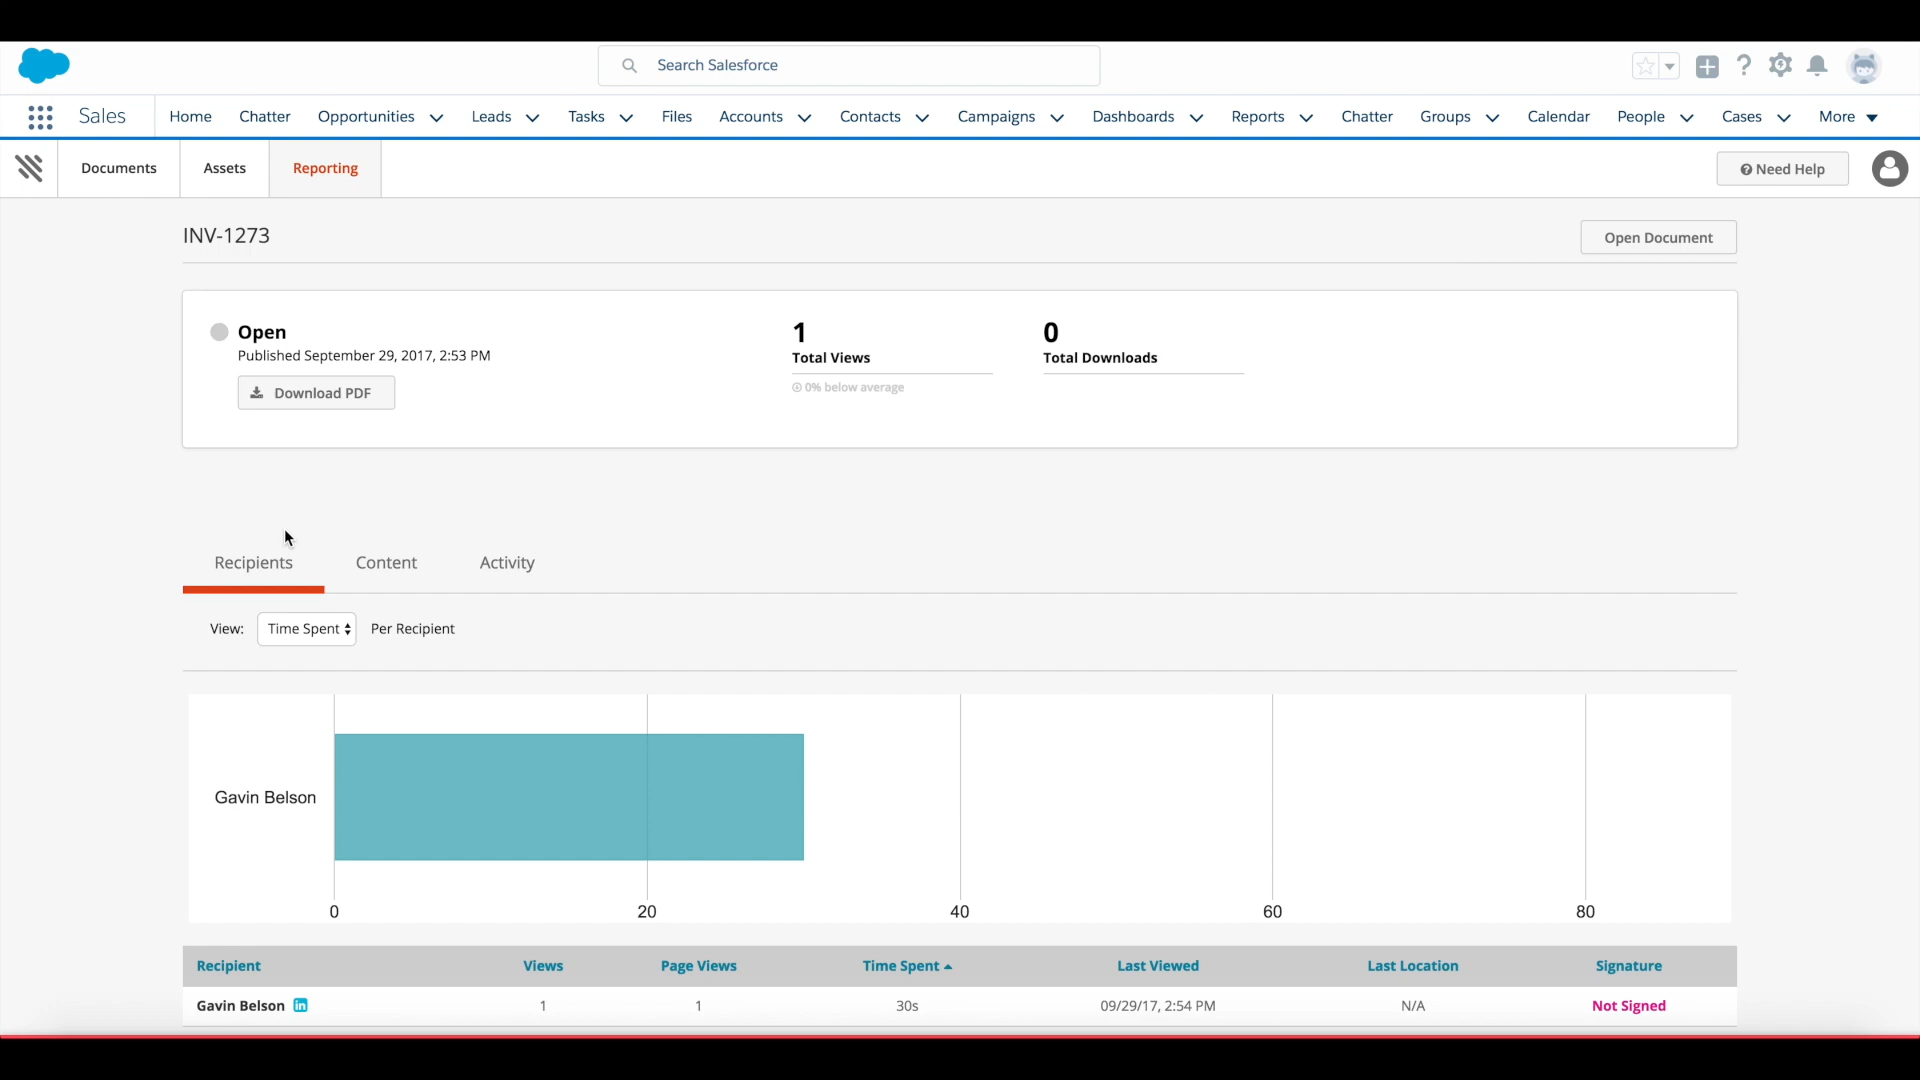 Search Salesforce
Sales Home Chatter Opportunities Leads Tasks Files Accounts Contacts Campaigns Dashboards Reports Chatter Groups Calendar People Cases More
Documents Assets Reporting Need Help
INV-1273 Open Document
Open
Published September 29, 2017, 2:53 PM
Download PDF
1
Total Views
0% below average
0
Total Downloads
Recipients Content Activity
View: Time Spent Per Recipient
Gavin Belson
0 20 40 60 80
Recipient Views Page Views Time Spent Last Viewed Last Location Signature
Gavin Belson in 1 1 30s 09/29/17, 2:54 PM N/A Not Signed